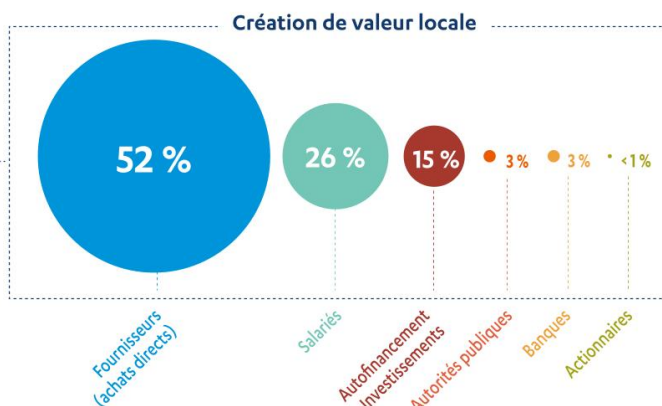 Création de valeur locale
52 %
26 %
15 %
3 %
3 %
<1 %
Fournisseurs
(achats directs)
Salariés
Autofinancement
Investissements
Autorités publiques
Banques
Actionnaires